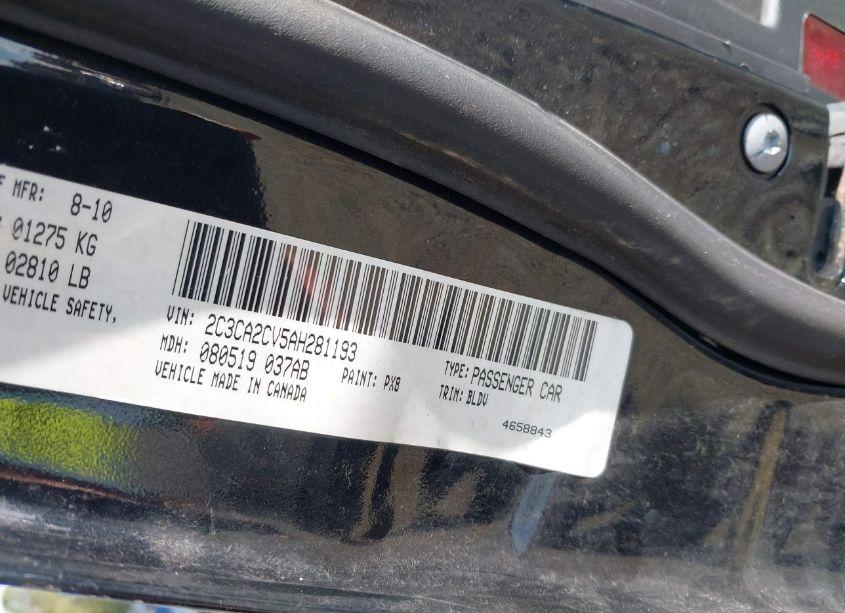 MFR: 8-10
01275 KG
02810 LB
VEHICLE SAFETY,
VIN: 2C3CA2CV5AH281193
MDH: 080519 037AB
VEHICLE MADE IN CANADA
PAINT: PX8
TYPE: PASSENGER CAR
TRIM: BLDV
4658843